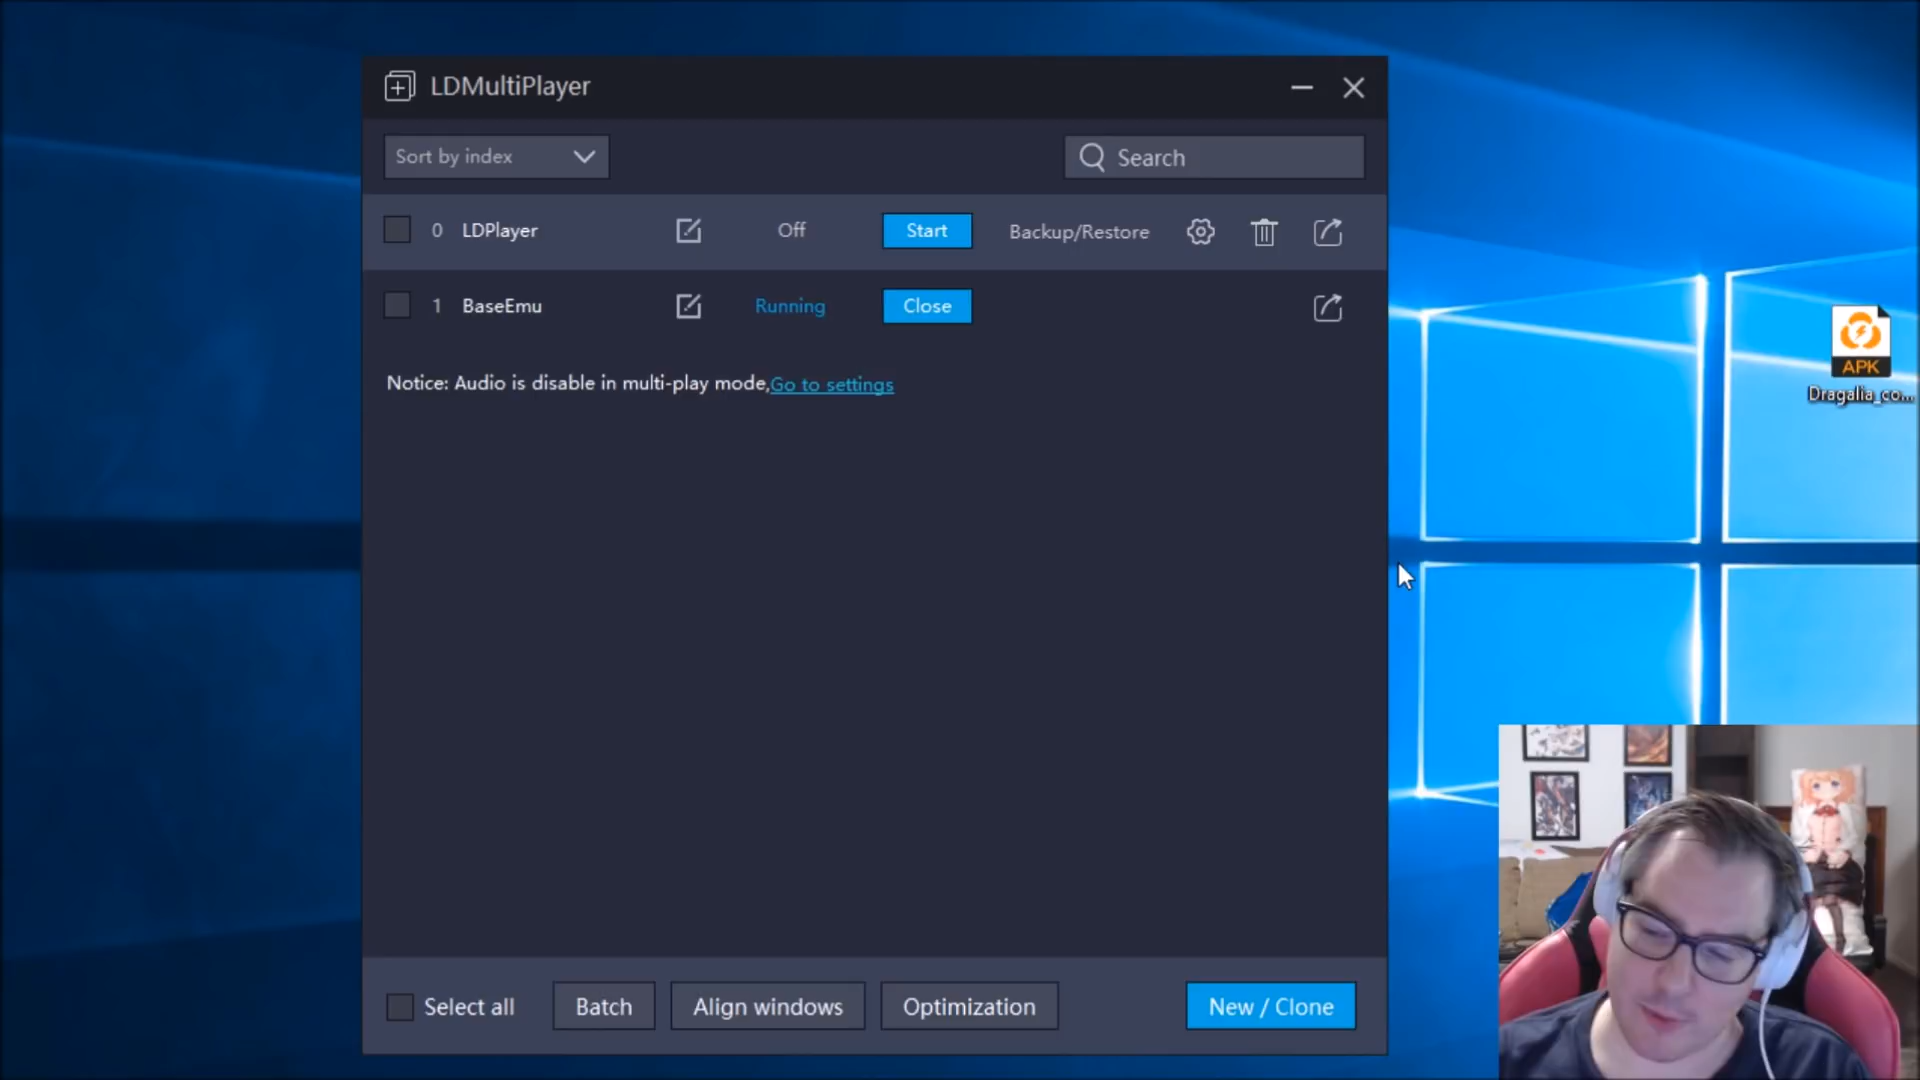 LDMultiPlayer
Sort by index
Search
0 LDPlayer Off Start Backup/Restore
1 BaseEmu Running Close
Notice: Audio is disable in multi-play mode,Go to settings
APK
Dragalia_co...
Select all Batch Align windows Optimization New / Clone